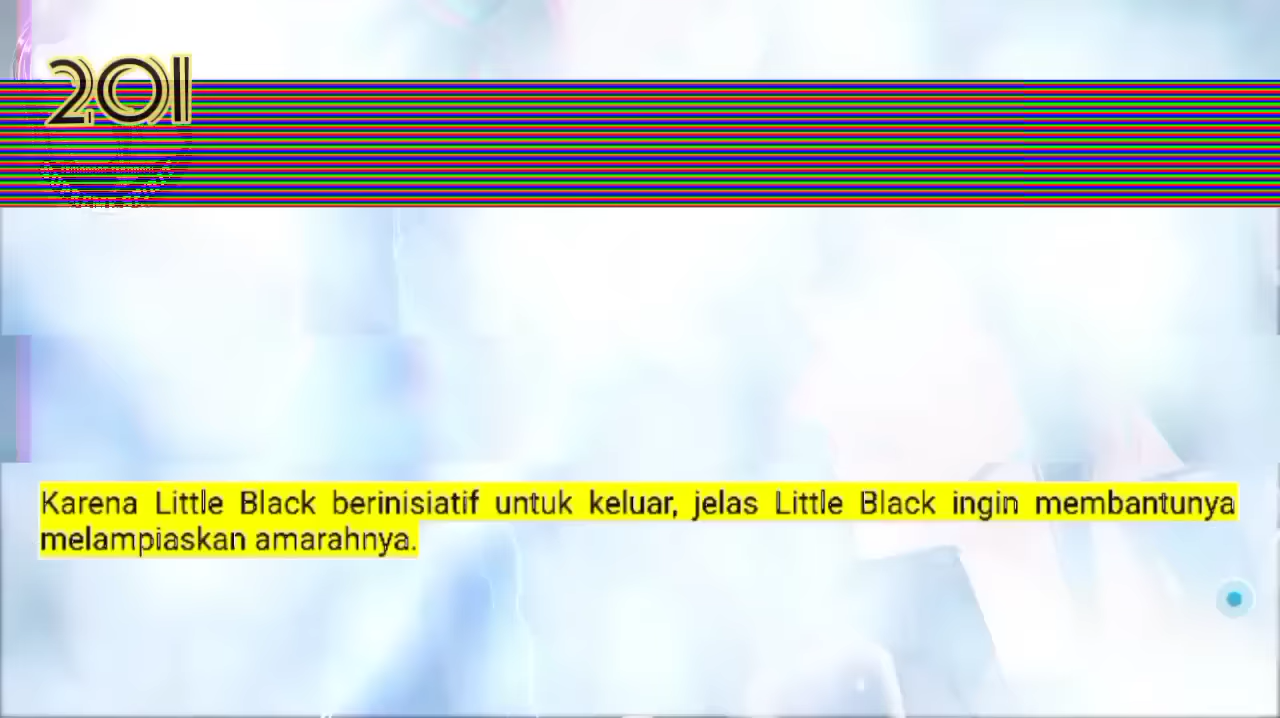 201
Karena Little Black berinisiatif untuk keluar, jelas Little Black ingin membantunya
melampiaskan amarahnya.